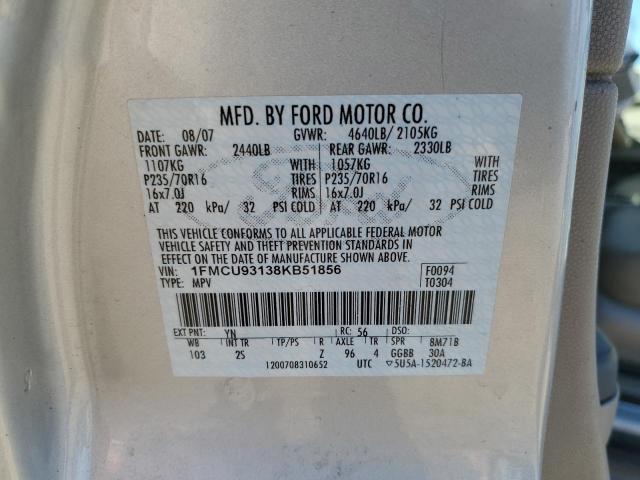 MFD. BY FORD MOTOR CO.
DATE: 08/07 GVWR: 4640LB/2105KG
FRONT GAWR: 2440LB REAR GAWR: 2330LB
1107KG WITH 1057KG WITH
P235/70R16 TIRES P235/70R16 TIRES
16x7.0J RIMS 16x7.0J RIMS
AT 220 kPa/ 32 PSI COLD AT 220 kPa/ 32 PSI COLD
THIS VEHICLE CONFORMS TO ALL APPLICABLE FEDERAL MOTOR
VEHICLE SAFETY AND THEFT PREVENTION STANDARDS IN
EFFECT ON THE DATE OF MANUFACTURE SHOWN ABOVE.
VIN: 1FMCU93138KB51856 F0094
TYPE: MPV T0304
EXT PNT: YN RC: 56 DSO:
WB INT TR TP/PS R AXLE TR SPR 8M71B
103 2S Z 96 4 GGBB 30A
1200708310652 UTC ▽5U5A-1520472-BA